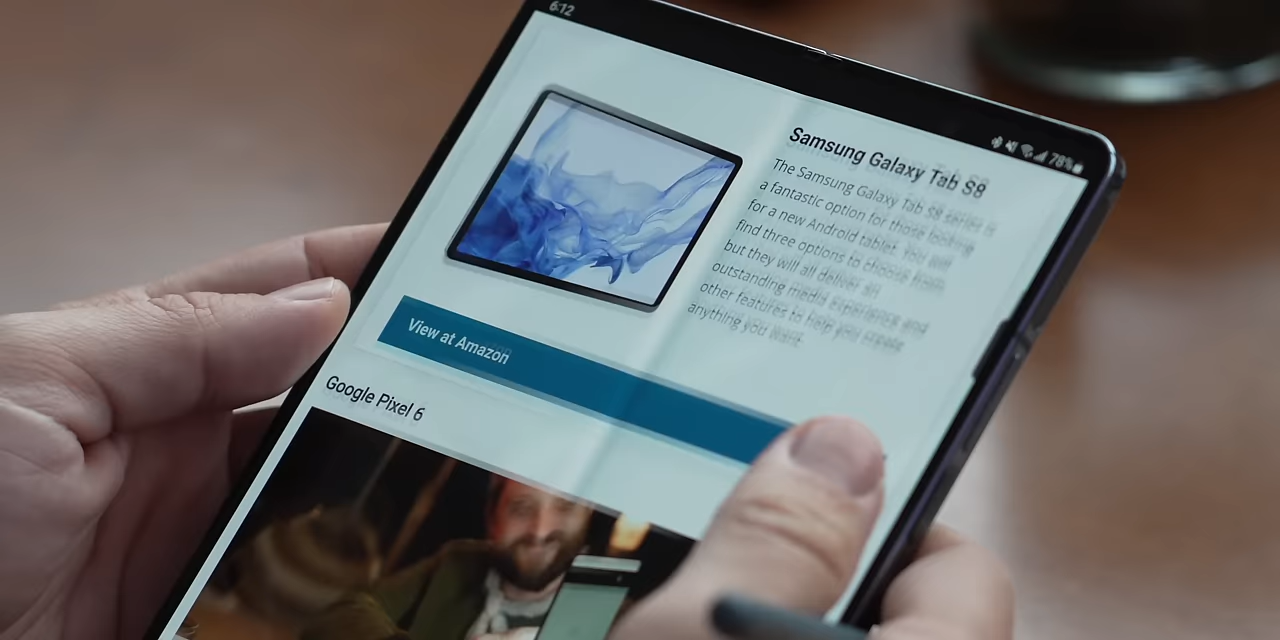 6:12
78%
Samsung Galaxy Tab S8
The Samsung Galaxy Tab S8 series is
a fantastic option for those looking
for a new Android tablet. You will
find three options to choose from
but they will all deliver an
outstanding media experience and
other features to help you create
anything you want.
View at Amazon
Google Pixel 6